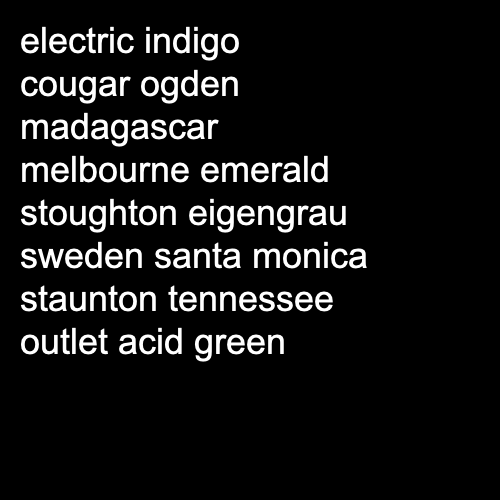 electric indigo
cougar ogden
madagascar
melbourne emerald
stoughton eigengrau
sweden santa monica
staunton tennessee
outlet acid green